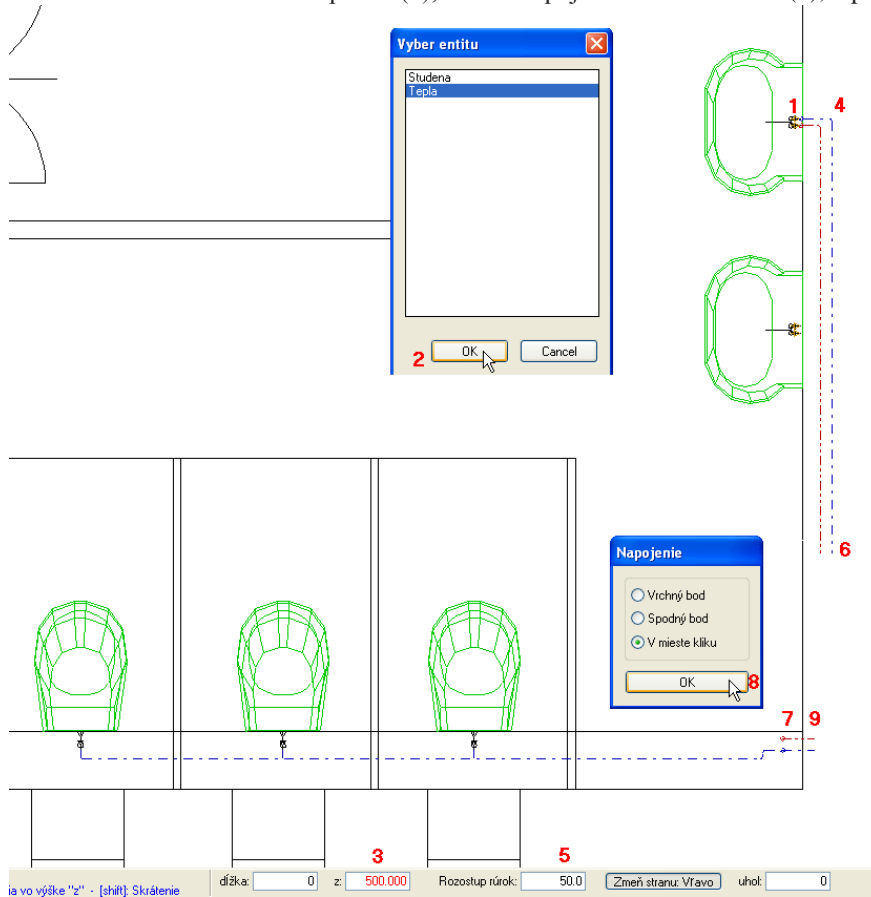 Vyber entitu
Studena
Tepla
1 4
2 OK Cancel
6
Napojenie
Vrchný bod
Spodný bod
V mieste kliku
OK 8
7 9
3 5
ia vo výške "z" - [shift]: Skrátenie dĺžka: 0 z: 500.000 Rozostup rúrok: 50.0 Zmeň stranu: Vľavo uhol: 0